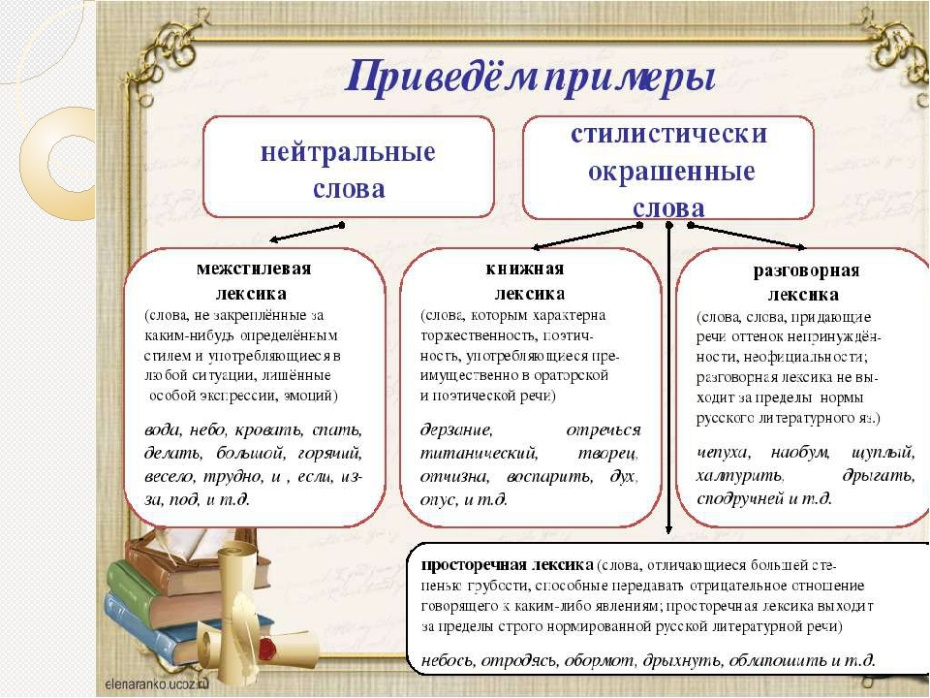 Приведём примеры
нейтральные
слова
стилистически
окрашенные
слова
межстилевая
лексика
(слова, не закреплённые за
каким-нибудь определённым
стилем и употребляющиеся в
любой ситуации, лишённые
особой экспрессии, эмоций)
вода, небо, кровать, спать,
делать, большой, горячий,
весело, трудно, и , если, из-
за, под, и т.д.
книжная
лексика
(слова, которым характерна
торжественность, поэтич-
ность, употребляющиеся пре-
имущественно в ораторской
и поэтической речи)
дерзание, отречься
титанический, творец,
отчизна, воспарить, дух,
опус, и т.д.
разговорная
лексика
(слова, слова, придающие
речи оттенок непринуждён-
ности, неофициальности;
разговорная лексика не вы-
ходит за пределы нормы
русского литературного яз.)
чепуха, наобум, щуплый,
халтурить, дрыгать,
сподручней и т.д.
просторечная лексика (слова, отличающиеся большей сте-
пенью грубости, способные передавать отрицательное отношение
говорящего к каким-либо явлениям; просторечная лексика выходит
за пределы строго нормированной русской литературной речи)
небось, отродясь, обормот, дрыхнуть, облапошить и т.д.
elenaranko.ucoz.ru